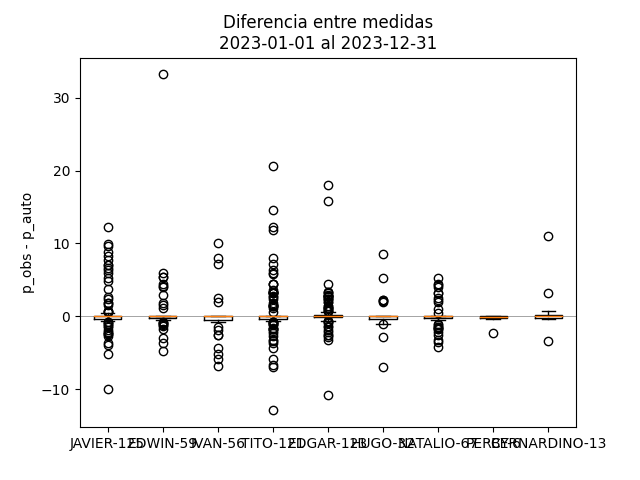 Diferencia entre medidas
2023-01-01 al 2023-12-31
30
20
10
0
−10
p_obs - p_auto
JAVIER-125 EDWIN-59 IVAN-56 TITO-121 EDGAR-123 HUGO-32 NATALIO-67 BERNARDINO-13